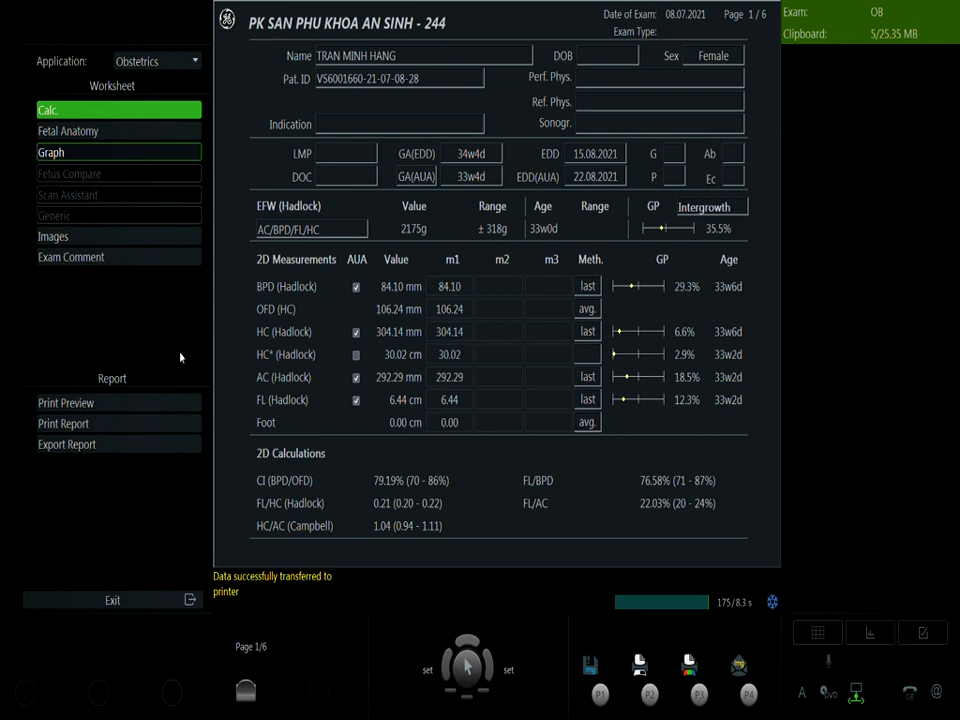 PK SAN PHU KHOA AN SINH - 244
Date of Exam: 08.07.2021 Page 1 / 6
Exam Type:
Exam: OB
Clipboard: 5/25.35 MB
Application: Obstetrics
Worksheet
Calc.
Fetal Anatomy
Graph
Fetus Compare
Scan Assistant
Generic
Images
Exam Comment
Report
Print Preview
Print Report
Export Report
Exit
Name TRAN MINH HANG DOB Sex Female
Pat. ID VS6001660-21-07-08-28 Perf. Phys.
Ref. Phys.
Indication Sonogr.
LMP GA(EDD) 34w4d EDD 15.08.2021 G Ab
DOC GA(AUA) 33w4d EDD(AUA) 22.08.2021 P Ec
EFW (Hadlock) Value Range Age Range GP Intergrowth
AC/BPD/FL/HC 2175g ± 318g 33w0d 35.5%
2D Measurements AUA Value m1 m2 m3 Meth. GP Age
BPD (Hadlock) 84.10 mm 84.10 last 29.3% 33w6d
OFD (HC) 106.24 mm 106.24 avg.
HC (Hadlock) 304.14 mm 304.14 last 6.6% 33w6d
HC* (Hadlock) 30.02 cm 30.02 2.9% 33w2d
AC (Hadlock) 292.29 mm 292.29 last 18.5% 33w2d
FL (Hadlock) 6.44 cm 6.44 last 12.3% 33w2d
Foot 0.00 cm 0.00 avg.
2D Calculations
CI (BPD/OFD) 79.19% (70 - 86%) FL/BPD 76.58% (71 - 87%)
FL/HC (Hadlock) 0.21 (0.20 - 0.22) FL/AC 22.03% (20 - 24%)
HC/AC (Campbell) 1.04 (0.94 - 1.11)
Data successfully transferred to
printer
175/8.3 s
Page 1/6
set set
P1 P2 P3 P4
A DVD @